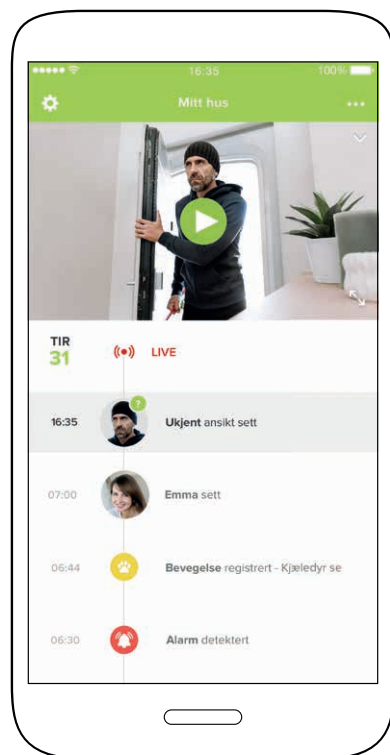 16:35 100%
Mitt hus
TIR
31 LIVE
16:35 ? Ukjent ansikt sett
07:00 Emma sett
06:44 Bevegelse registrert - Kjæledyr se
06:30 Alarm detektert